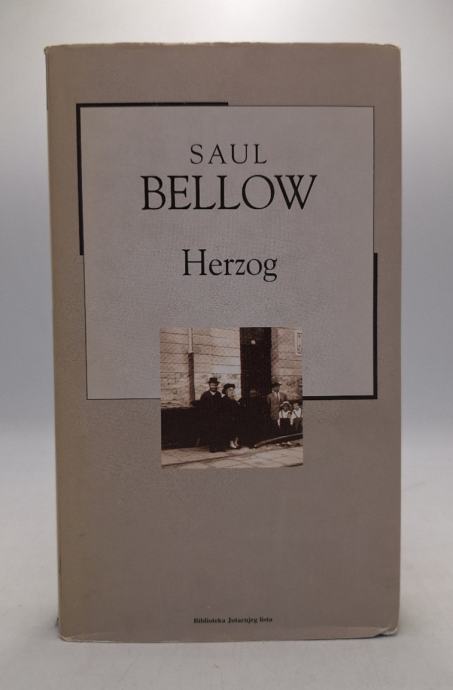 SAUL
BELLOW
Herzog
Biblioteka Jutarnjeg lista